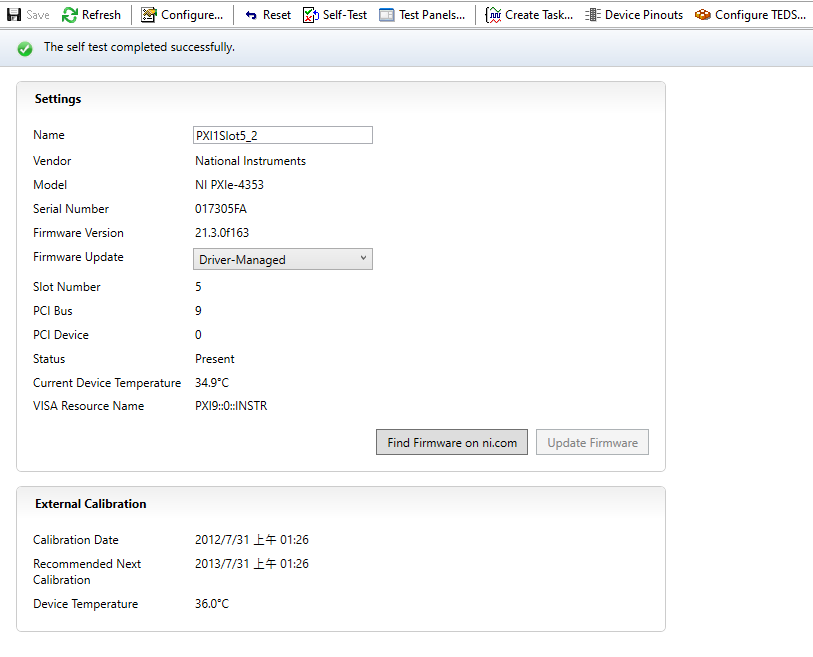 Save Refresh Configure... Reset Self-Test Test Panels... Create Task... Device Pinouts Configure TEDS...
The self test completed successfully.
Settings
Name PXI1Slot5_2
Vendor National Instruments
Model NI PXIe-4353
Serial Number 017305FA
Firmware Version 21.3.0f163
Firmware Update Driver-Managed
Slot Number 5
PCI Bus 9
PCI Device 0
Status Present
Current Device Temperature 34.9°C
VISA Resource Name PXI9::0::INSTR
Find Firmware on ni.com Update Firmware
External Calibration
Calibration Date 2012/7/31 上午 01:26
Recommended Next 2013/7/31 上午 01:26
Calibration
Device Temperature 36.0°C